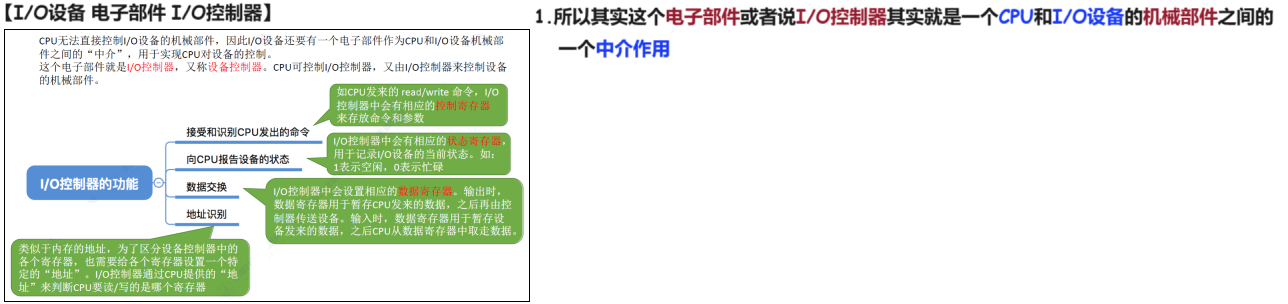 【I/O设备 电子部件 I/O控制器】
CPU无法直接控制I/O设备的机械部件，因此I/O设备还要有一个电子部件作为CPU和I/O设备机械部
件之间的“中介”，用于实现CPU对设备的控制。
这个电子部件就是I/O控制器，又称设备控制器。CPU可控制I/O控制器，又由I/O控制器来控制设备
的机械部件。
如CPU发来的 read/write 命令，I/O
控制器中会有相应的控制寄存器
来存放命令和参数
接受和识别CPU发出的命令
I/O控制器中会有相应的状态寄存器，
用于记录I/O设备的当前状态。如：
1表示空闲，0表示忙碌
向CPU报告设备的状态
I/O控制器的功能
数据交换
I/O控制器中会设置相应的数据寄存器。输出时，
数据寄存器用于暂存CPU发来的数据，之后再由控
制器传送设备。输入时，数据寄存器用于暂存设
备发来的数据，之后CPU从数据寄存器中取走数据。
地址识别
类似于内存的地址，为了区分设备控制器中的
各个寄存器，也需要给各个寄存器设置一个特
定的“地址”。I/O控制器通过CPU提供的“地
址”来判断CPU要读/写的是哪个寄存器
1.所以其实这个电子部件或者说I/O控制器其实就是一个CPU和I/O设备的机械部件之间的
一个中介作用